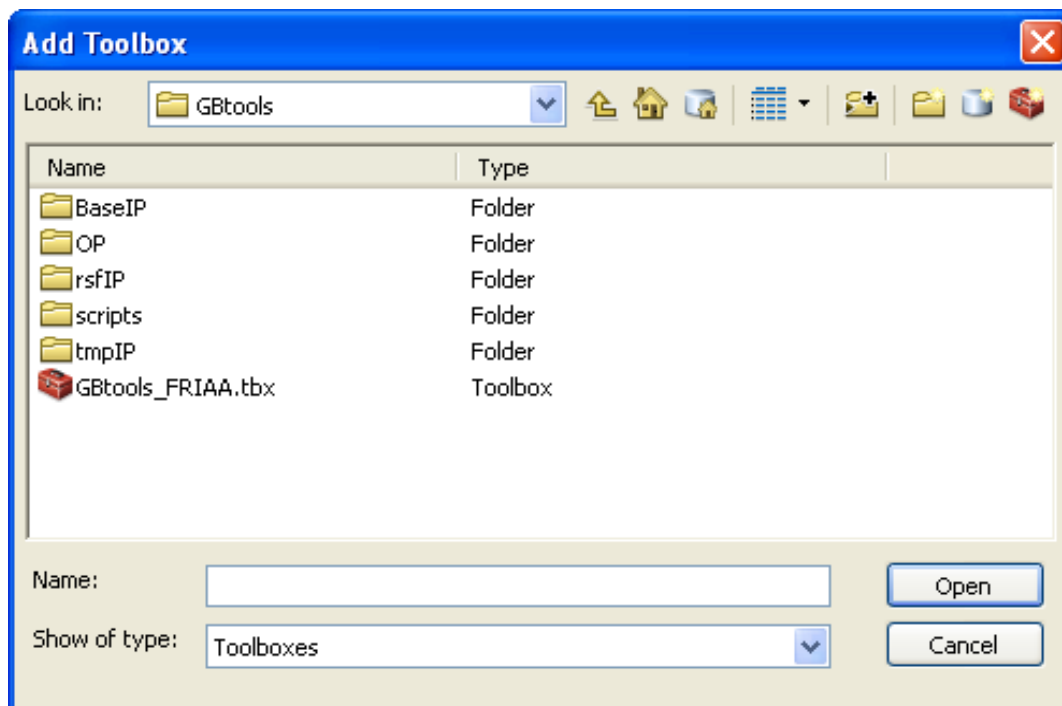 Add Toolbox
Look in: GBtools
Name Type
BaseIP Folder
OP Folder
rsfIP Folder
scripts Folder
tmpIP Folder
GBtools_FRIAA.tbx Toolbox
Name: Open
Show of type: Toolboxes Cancel